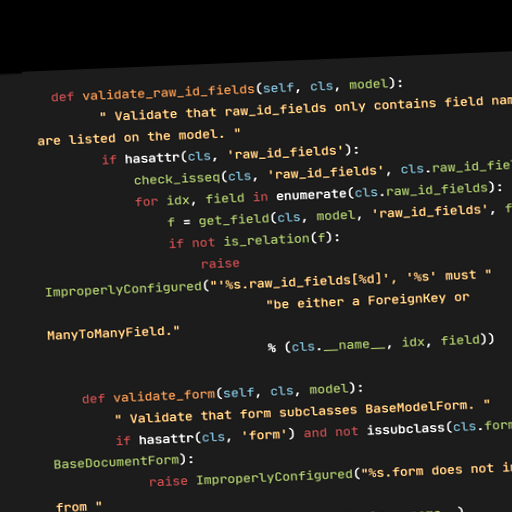 def validate_raw_id_fields(self, cls, model):
" Validate that raw_id_fields only contains field
are listed on the model. "
if hasattr(cls, 'raw_id_fields'):
check_isseq(cls, 'raw_id_fields',
for idx, field in enumerate(cls.raw_id_fields):
f = get_field(cls, model, 'raw_id_fields',
if not is_relation(f):
raise
ImproperlyConfigured("'%s.raw_id_fields[%d]', '%s' must "
"be either a ForeignKey or
ManyToManyField."
% (cls.__name__, idx, field))
def validate_form(self, cls, model):
" Validate that form subclasses BaseModelForm. "
if hasattr(cls, 'form') and not issubclass(cls.form
BaseDocumentForm):
raise ImproperlyConfigured("%s.form does not
from "